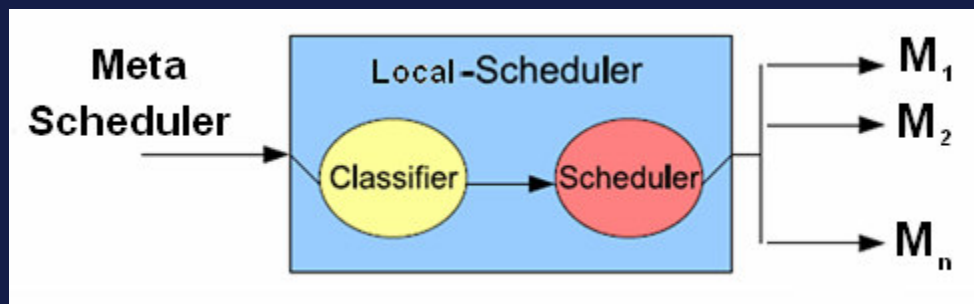 Meta
Scheduler
Local-Scheduler
Classifier
Scheduler
M1
M2
Mn